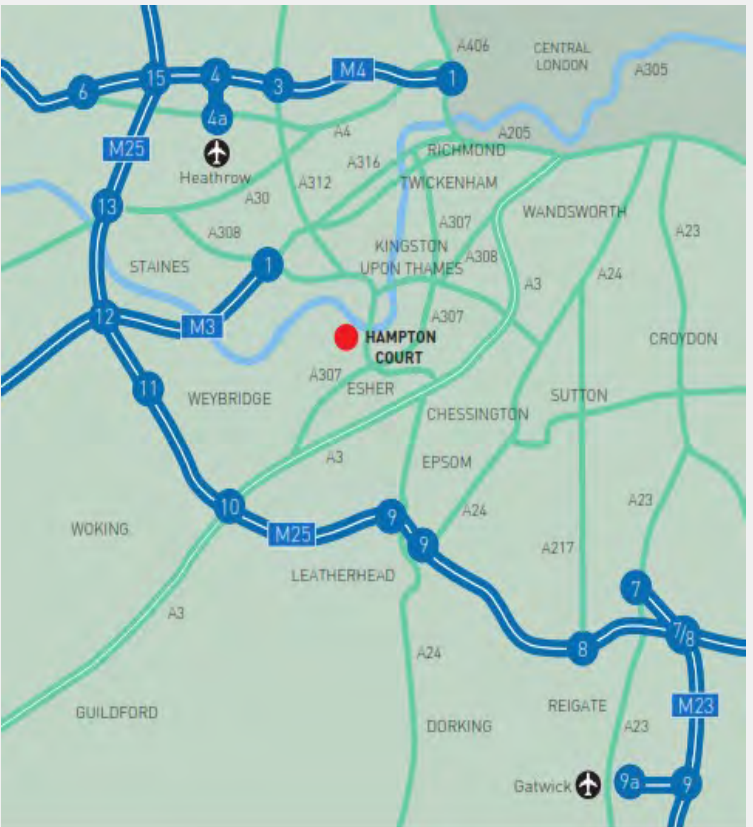 A406
CENTRAL
LONDON
A305
6
15
4
3
M4
1
4a
A4
A205
M25
Heathrow
A316
RICHMOND
A30
A312
TWICKENHAM
13
A308
A307
WANDSWORTH
A23
STAINES
1
KINGSTON
UPON THAMES
A308
A3
A24
12
M3
A307
HAMPTON
COURT
CROYDON
11
WEYBRIDGE
A307
ESHER
CHESSINGTON
SUTTON
A3
EPSOM
10
M25
9
9
A24
A23
WOKING
A217
LEATHERHEAD
7
A3
7/8
8
A24
GUILDFORD
DORKING
REIGATE
A23
M23
Gatwick
9a
9